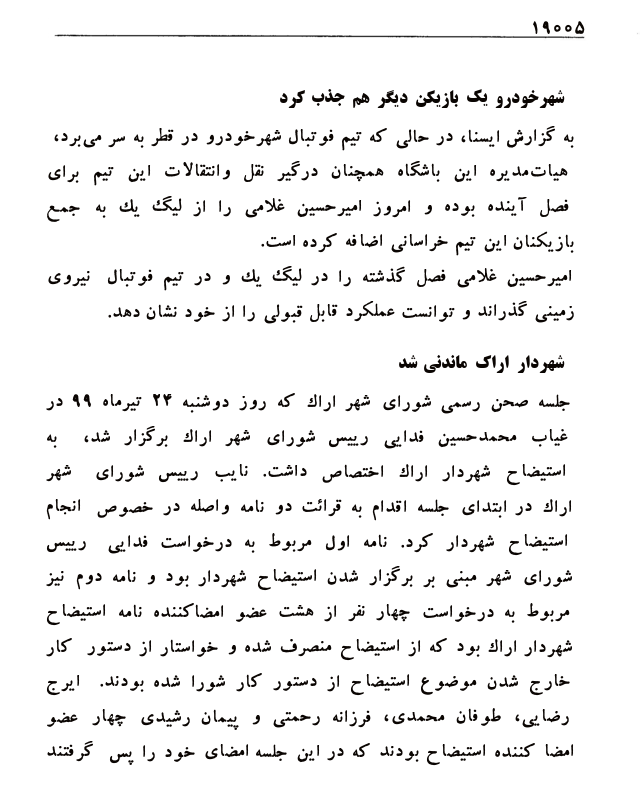 ۱۹۰۰۵
شهرخودرو یک بازیکن دیگر هم جذب کرد
به گزارش ایسنا، در حالی که تیم فوتبال شهرخودرو در قطر به سر می‌برد،
هیات‌مدیره این باشگاه همچنان درگیر نقل وانتقالات این تیم برای
فصل آینده بوده و امروز امیرحسین غلامی را از لیگ یك به جمع
بازیکنان این تیم خراسانی اضافه کرده است.
امیرحسین غلامی فصل گذشته را در لیگ یك و در تیم فوتبال نیروی
زمینی گذراند و توانست عملکرد قابل قبولی را از خود نشان دهد.
شهردار اراک ماندنی شد
جلسه صحن رسمی شورای شهر اراك که روز دوشنبه ۲۴ تیرماه ۹۹ در
غیاب محمدحسین فدایی رییس شورای شهر اراك برگزار شد، به
استیضاح شهردار اراك اختصاص داشت. نایب رییس شورای شهر
اراك در ابتدای جلسه اقدام به قرائت دو نامه واصله در خصوص انجام
استیضاح شهردار کرد. نامه اول مربوط به درخواست فدایی رییس
شورای شهر مبنی بر برگزار شدن استیضاح شهردار بود و نامه دوم نیز
مربوط به درخواست چهار نفر از هشت عضو امضاکننده نامه استیضاح
شهردار اراك بود که از استیضاح منصرف شده و خواستار از دستور کار
خارج شدن موضوع استیضاح از دستور کار شورا شده بودند. ایرج
رضایی، طوفان محمدی، فرزانه رحمتی و پیمان رشیدی چهار عضو
امضا کننده استیضاح بودند که در این جلسه امضای خود را پس گرفتند